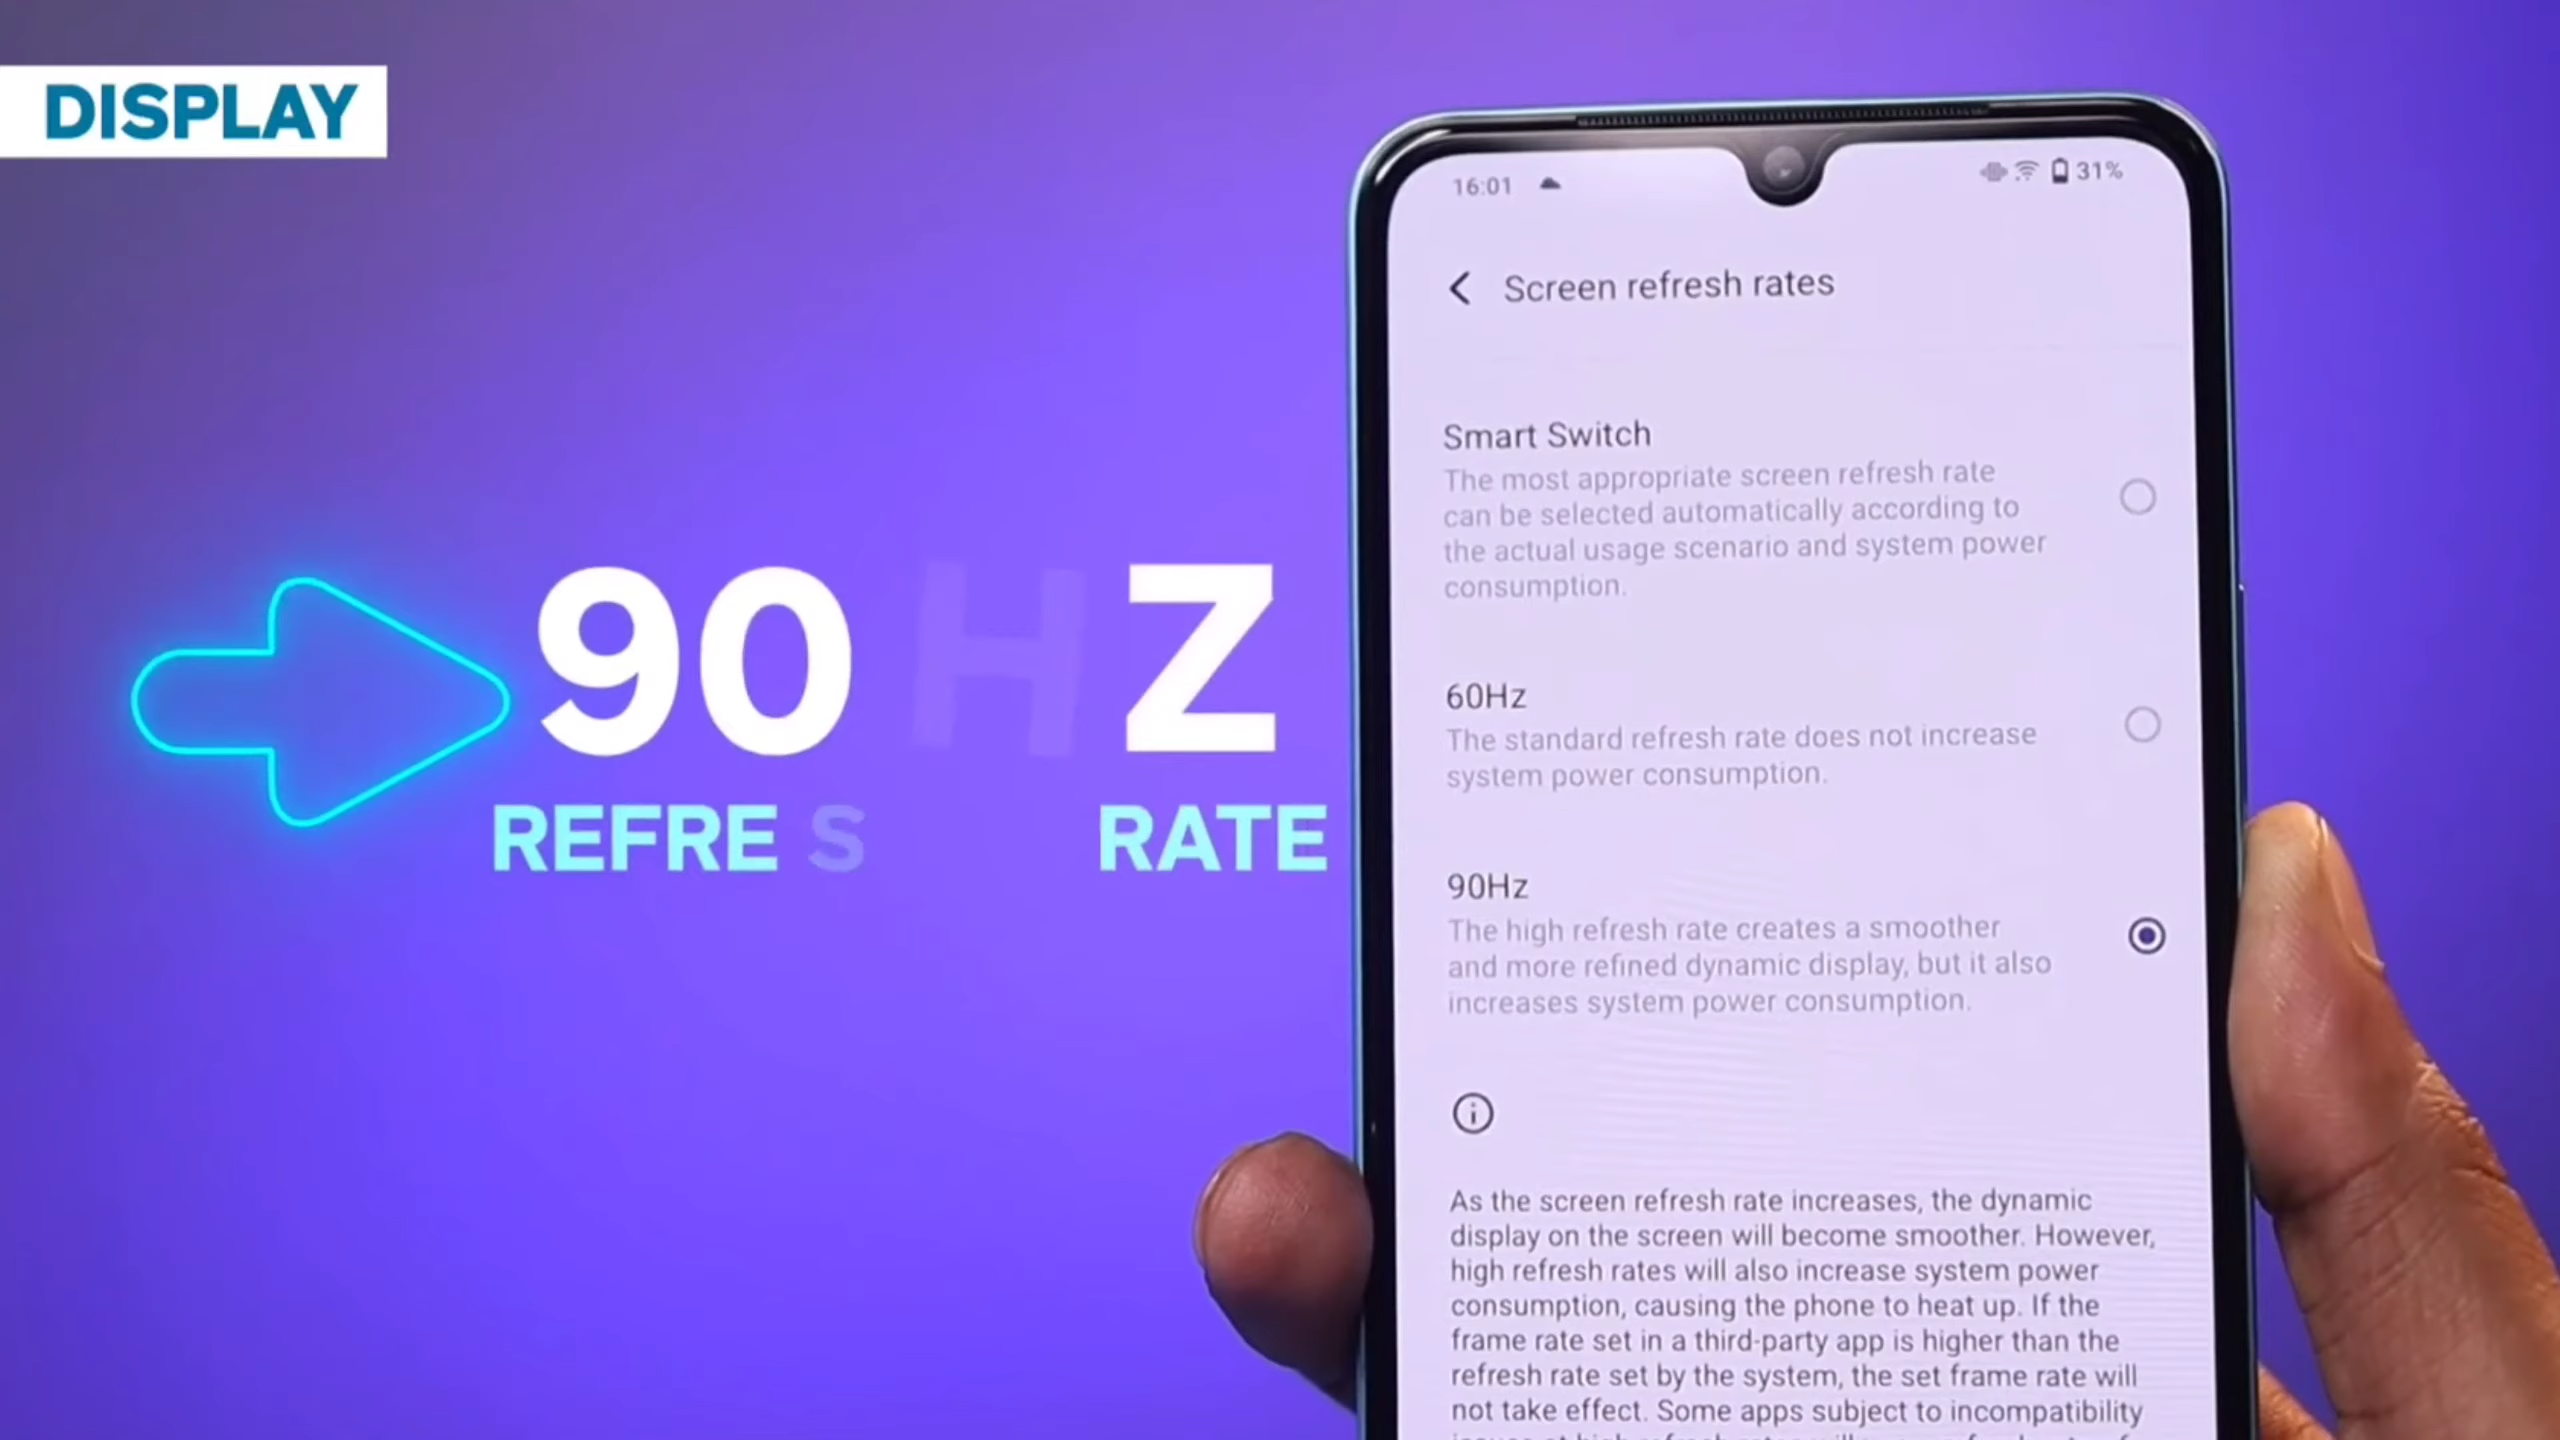 DISPLAY
90 H Z
REFRE S RATE
16:01
31%
Screen refresh rates
Smart Switch
The most appropriate screen refresh rate
can be selected automatically according to
the actual usage scenario and system power
consumption.
60Hz
The standard refresh rate does not increase
system power consumption.
90Hz
The high refresh rate creates a smoother
and more refined dynamic display, but it also
increases system power consumption.
As the screen refresh rate increases, the dynamic
display on the screen will become smoother. However,
high refresh rates will also increase system power
consumption, causing the phone to heat up. If the
frame rate set in a third-party app is higher than the
refresh rate set by the system, the set frame rate will
not take effect. Some apps subject to incompatibility